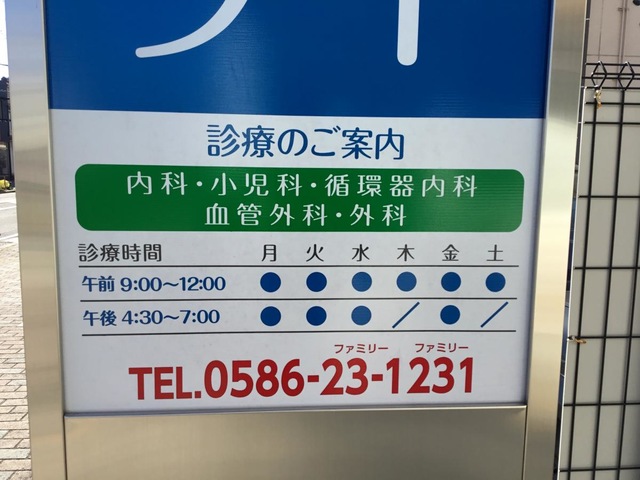 診療のご案内
内科・小児科・循環器内科
血管外科・外科
診療時間 月 火 水 木 金 土
午前 9:00～12:00 ● ● ● ● ● ●
午後 4:30～7:00 ● ● ● ／ ● ／
ファミリー ファミリー
TEL.0586-23-1231